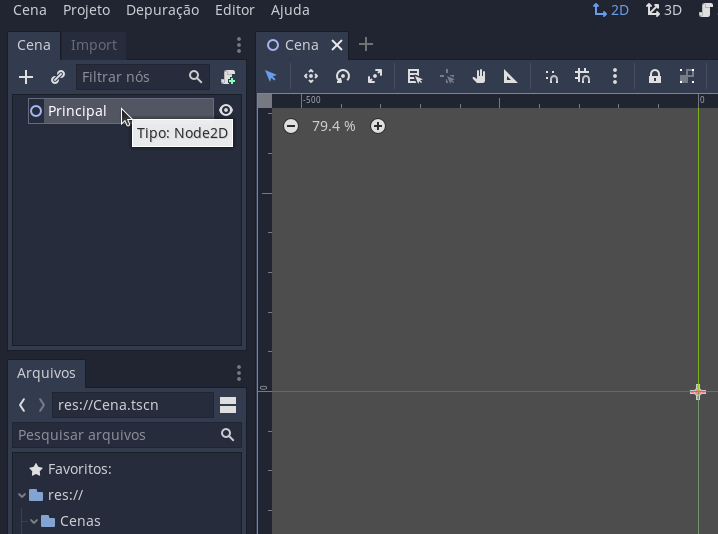 Cena Projeto Depuração Editor Ajuda 2D 3D
Cena Import Cena
Filtrar nós
-500 0
Principal
79.4 %
Tipo: Node2D
Arquivos
0
res://Cena.tscn
Pesquisar arquivos
Favoritos:
res://
Cenas